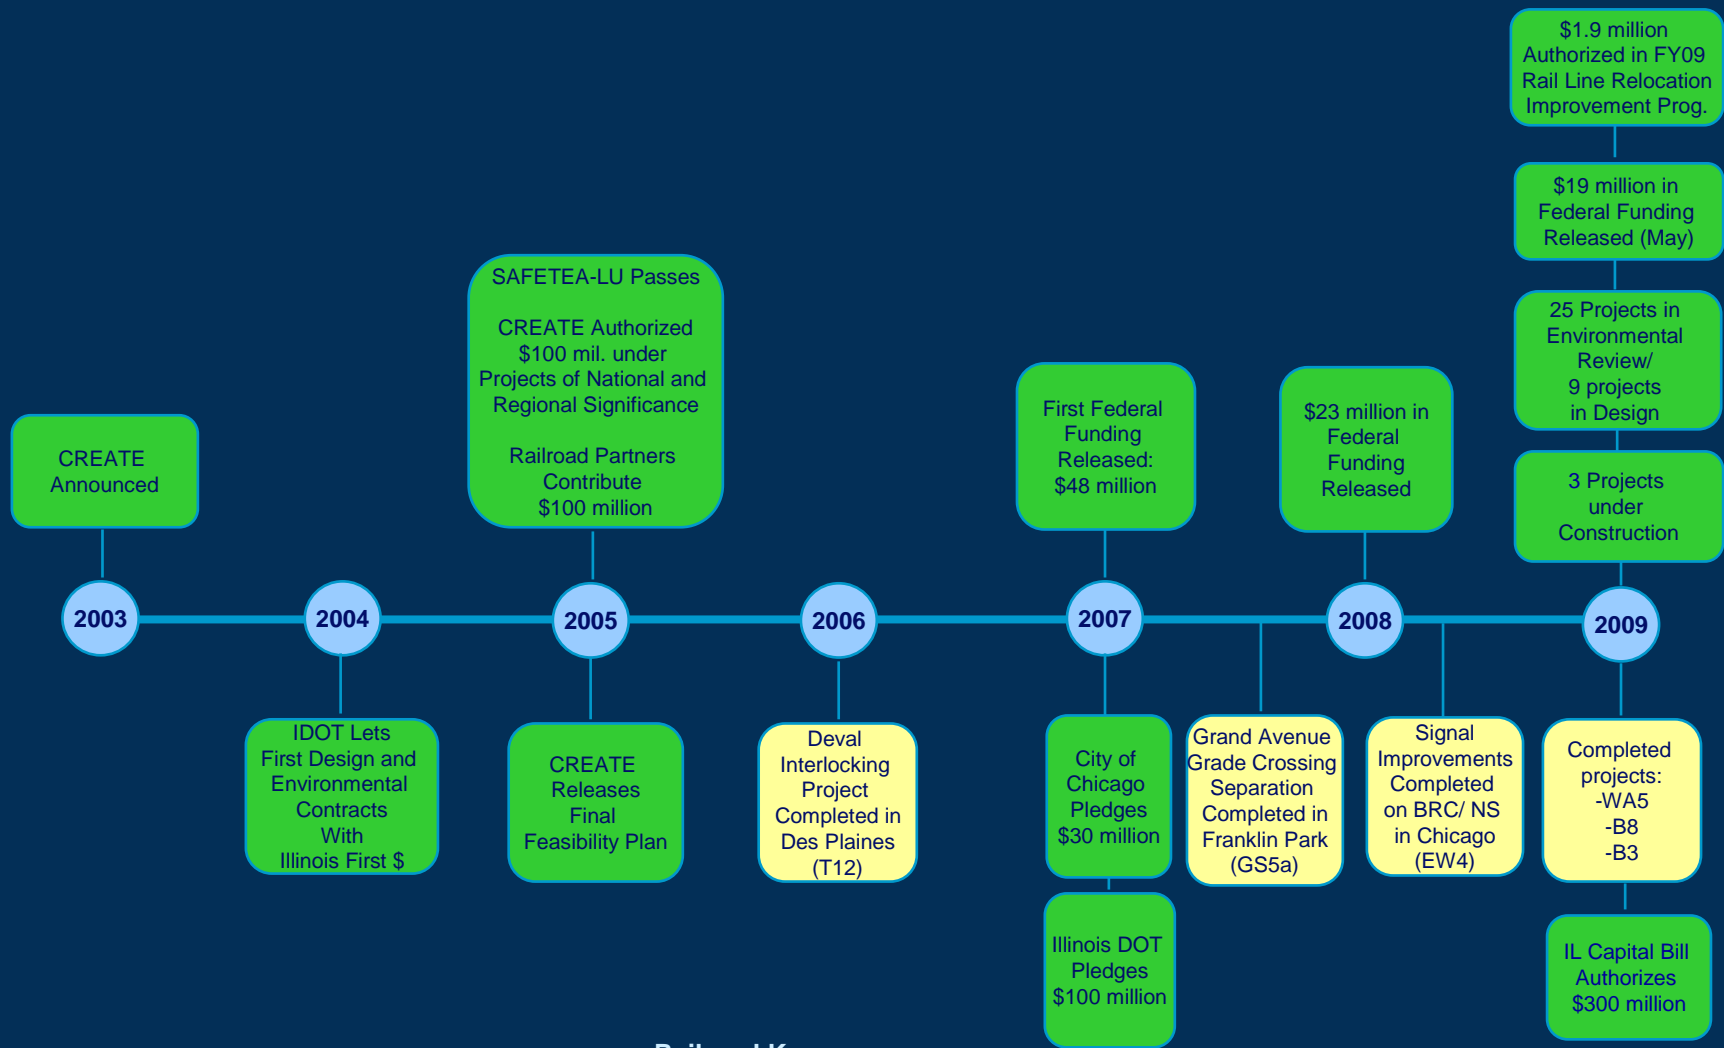 $1.9 million
Authorized in FY09
Rail Line Relocation
Improvement Prog.
$19 million in
Federal Funding
Released (May)
25 Projects in
Environmental
Review/
9 projects
in Design
3 Projects
under
Construction
CREATE
Announced
SAFETEA-LU Passes
CREATE Authorized
$100 mil. under
Projects of National and
Regional Significance
Railroad Partners
Contribute
$100 million
First Federal
Funding
Released:
$48 million
$23 million in
Federal
Funding
Released
2003
2004
2005
2006
2007
2008
2009
IDOT Lets
First Design and
Environmental
Contracts
With
Illinois First $
CREATE
Releases
Final
Feasibility Plan
Deval
Interlocking
Project
Completed in
Des Plaines
(T12)
City of
Chicago
Pledges
$30 million
Illinois DOT
Pledges
$100 million
Grand Avenue
Grade Crossing
Separation
Completed in
Franklin Park
(GS5a)
Signal
Improvements
Completed
on BRC/ NS
in Chicago
(EW4)
Completed
projects:
-WA5
-B8
-B3
IL Capital Bill
Authorizes
$300 million